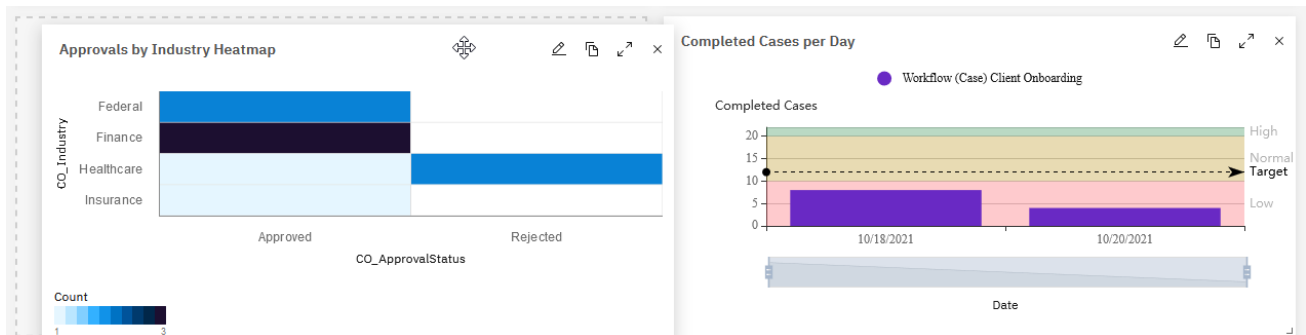 Approvals by Industry Heatmap
CO_Industry
Federal
Finance
Healthcare
Insurance
Approved Rejected
CO_ApprovalStatus
Count
1 3
Completed Cases per Day
Workflow (Case) Client Onboarding
Completed Cases
20
15
10
5
0
High
Normal
Target
Low
10/18/2021 10/20/2021
Date